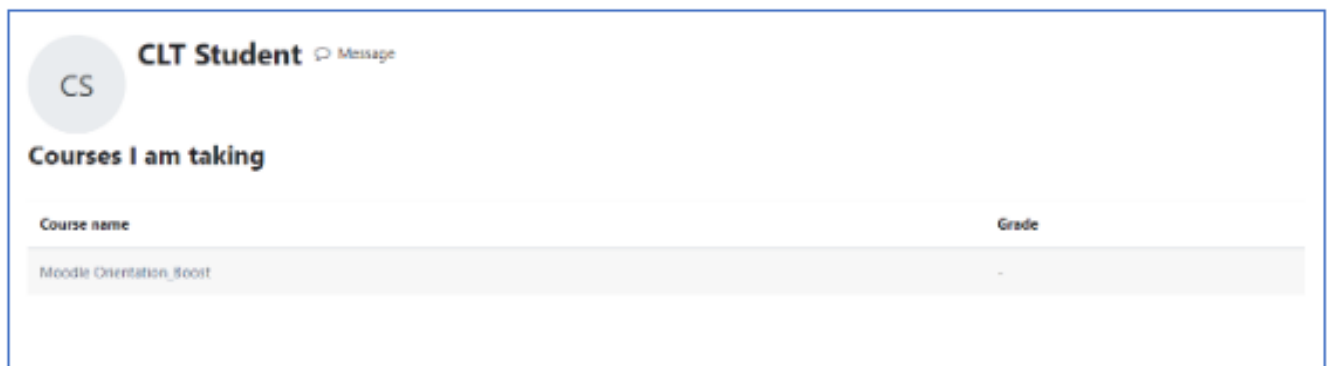 CLT Student Message
CS
Courses I am taking
Course name Grade
Moodle Orientation_Boost -